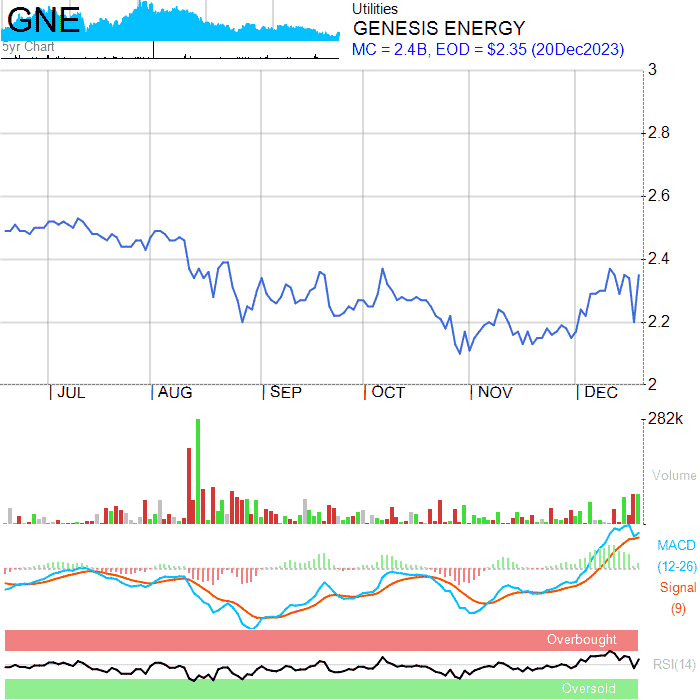 GNE
5yr Chart
Utilities
GENESIS ENERGY
MC = 2.4B, EOD = $2.35 (20Dec2023)
3
2.8
2.6
2.4
2.2
2
JUL AUG SEP OCT NOV DEC
282k
Volume
MACD
(12-26)
Signal
(9)
Overbought
RSI(14)
Oversold